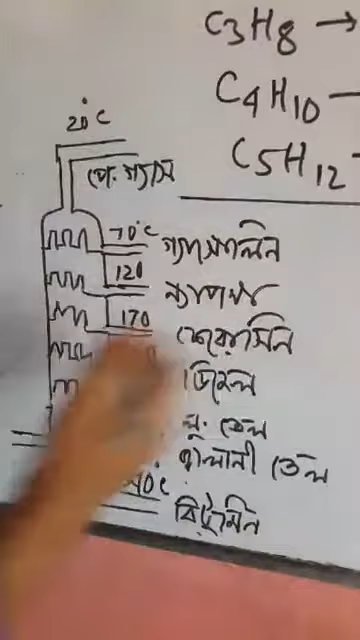 C3H8 →
C4H10 —
C5H12
20°C
পে. গ্যাস
70°C গ্যাসোলিন
120 ন্যাপথা
170 কেরোসিন
ডিজেল
লু. তেল
জ্বালানী তেল
বিটুমিন